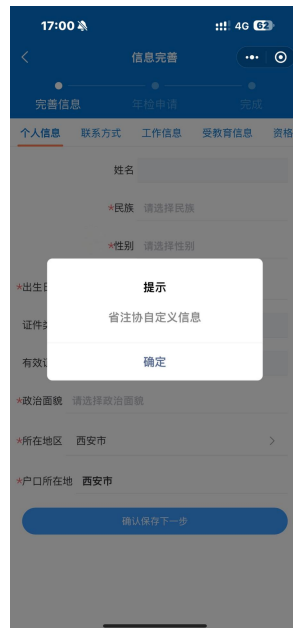 17:00 4G 62
信息完善
完善信息 年检申请 完成
个人信息 联系方式 工作信息 受教育信息 资格
姓名
*民族 请选择民族
*性别 请选择性别
*出生日
提示
省注协自定义信息
证件类
有效证
确定
*政治面貌 请选择政治面貌
*所在地区 西安市
*户口所在地 西安市
确认保存下一步